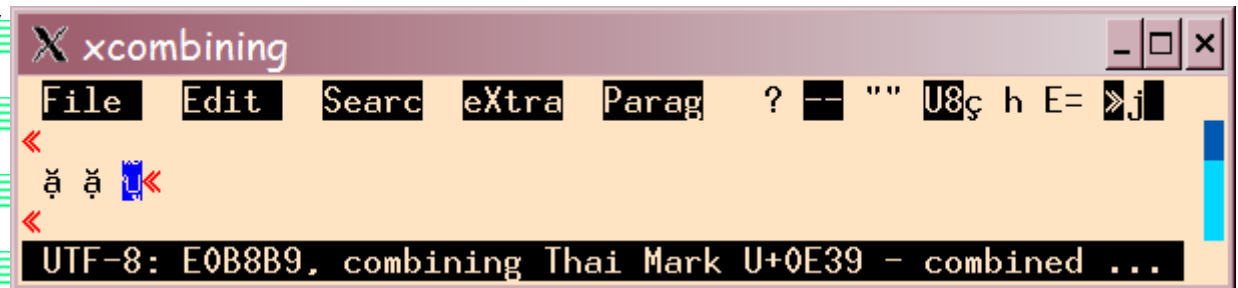 xcombining
File Edit Searc eXtra Parag ? -- "" U8ç h E= »j
«
ặ ặ «
«
UTF-8: E0B8B9, combining Thai Mark U+0E39 - combined ...